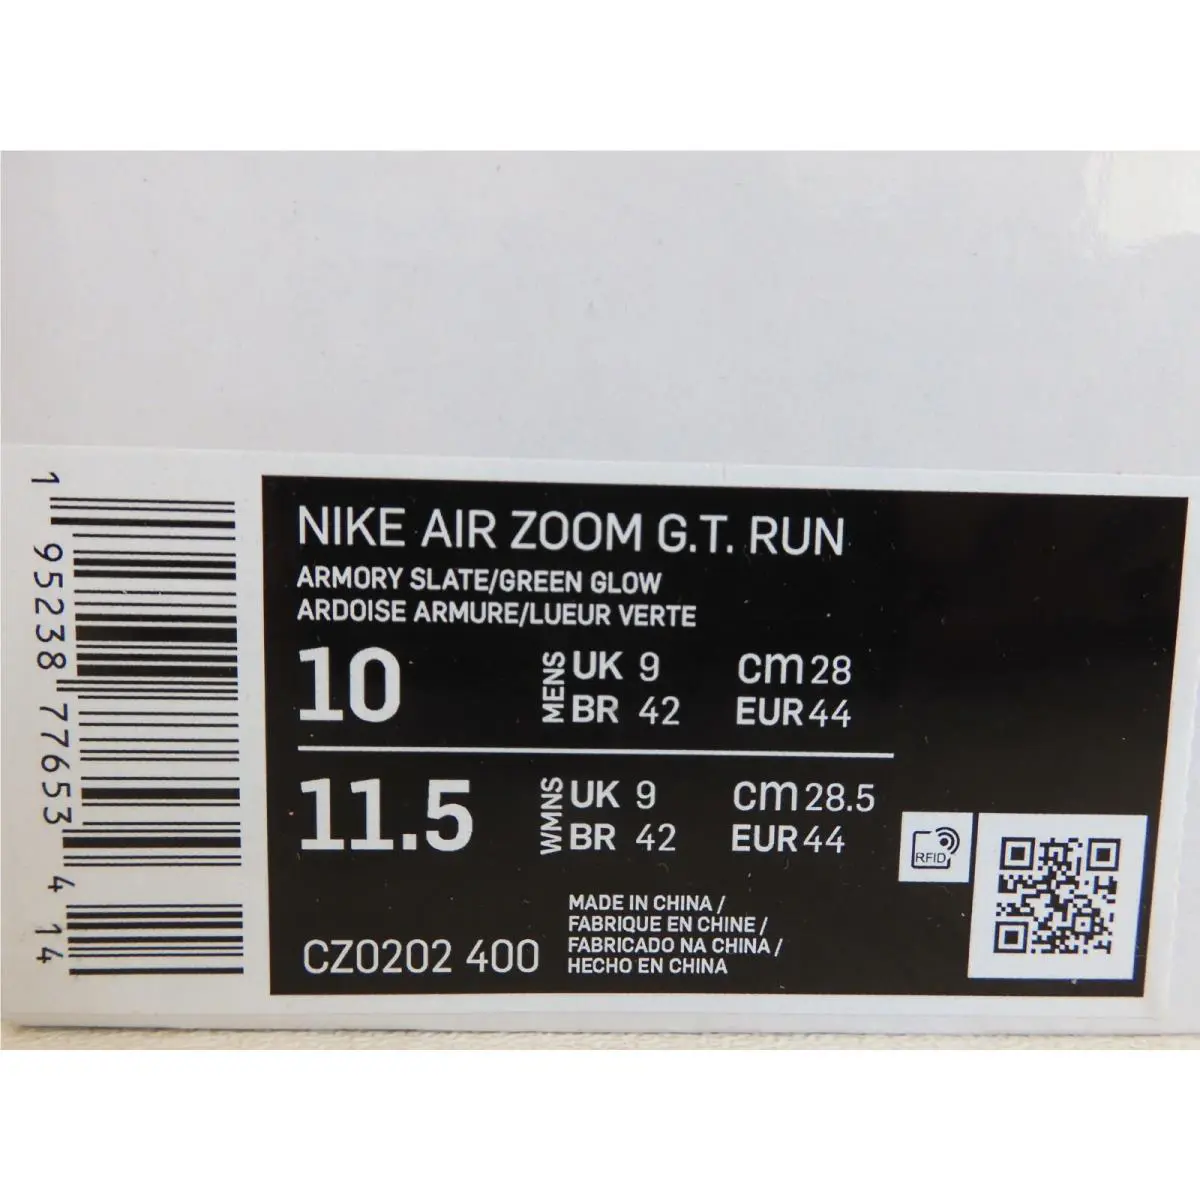 NIKE AIR ZOOM G.T. RUN
ARMORY SLATE/GREEN GLOW
ARDOISE ARMURE/LUEUR VERTE
10 MENS UK 9 cm 28
BR 42 EUR 44
11.5 WMNS UK 9 cm 28.5
BR 42 EUR 44
CZ0202 400
MADE IN CHINA /
FABRIQUE EN CHINE /
FABRICADO NA CHINA /
HECHO EN CHINA
RFID
1 95238 77653 4 14